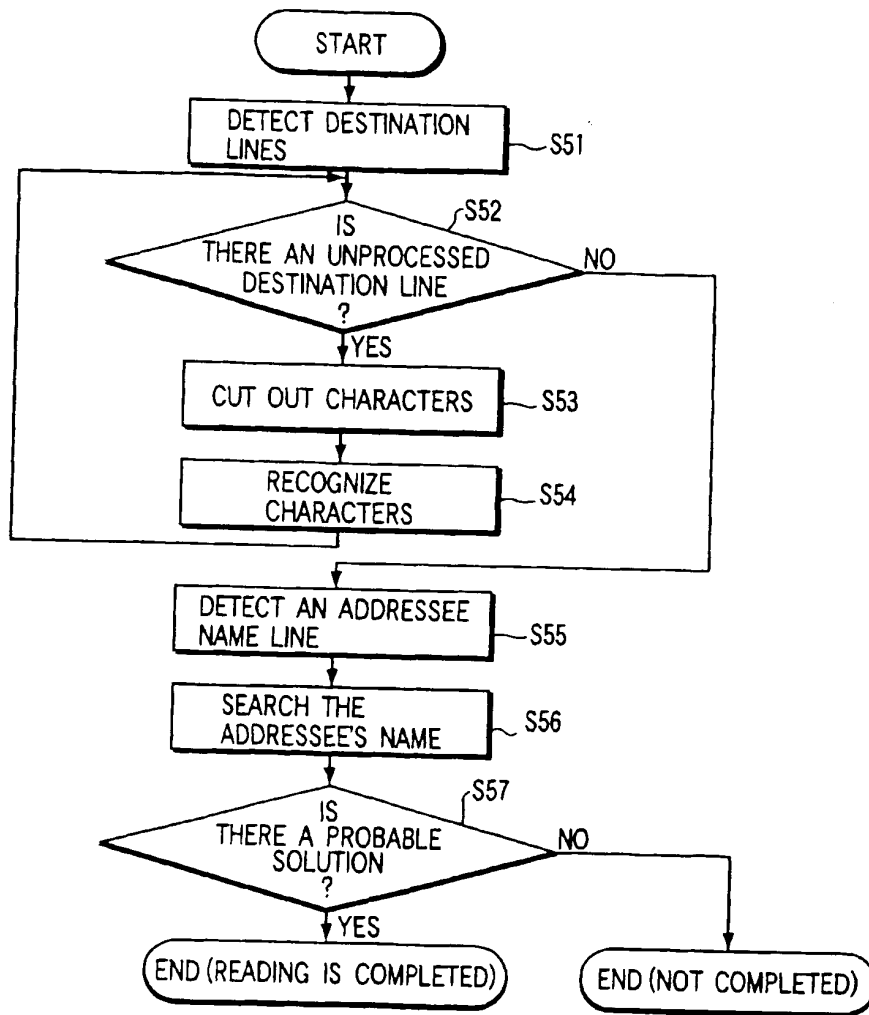 START
DETECT DESTINATION
LINES
S51
S52
IS
THERE AN UNPROCESSED
DESTINATION LINE
?
NO
YES
CUT OUT CHARACTERS
S53
RECOGNIZE
CHARACTERS
S54
DETECT AN ADDRESSEE
NAME LINE
S55
SEARCH THE
ADDRESSEE'S NAME
S56
S57
IS
THERE A PROBABLE
SOLUTION
?
NO
YES
END (READING IS COMPLETED)
END (NOT COMPLETED)